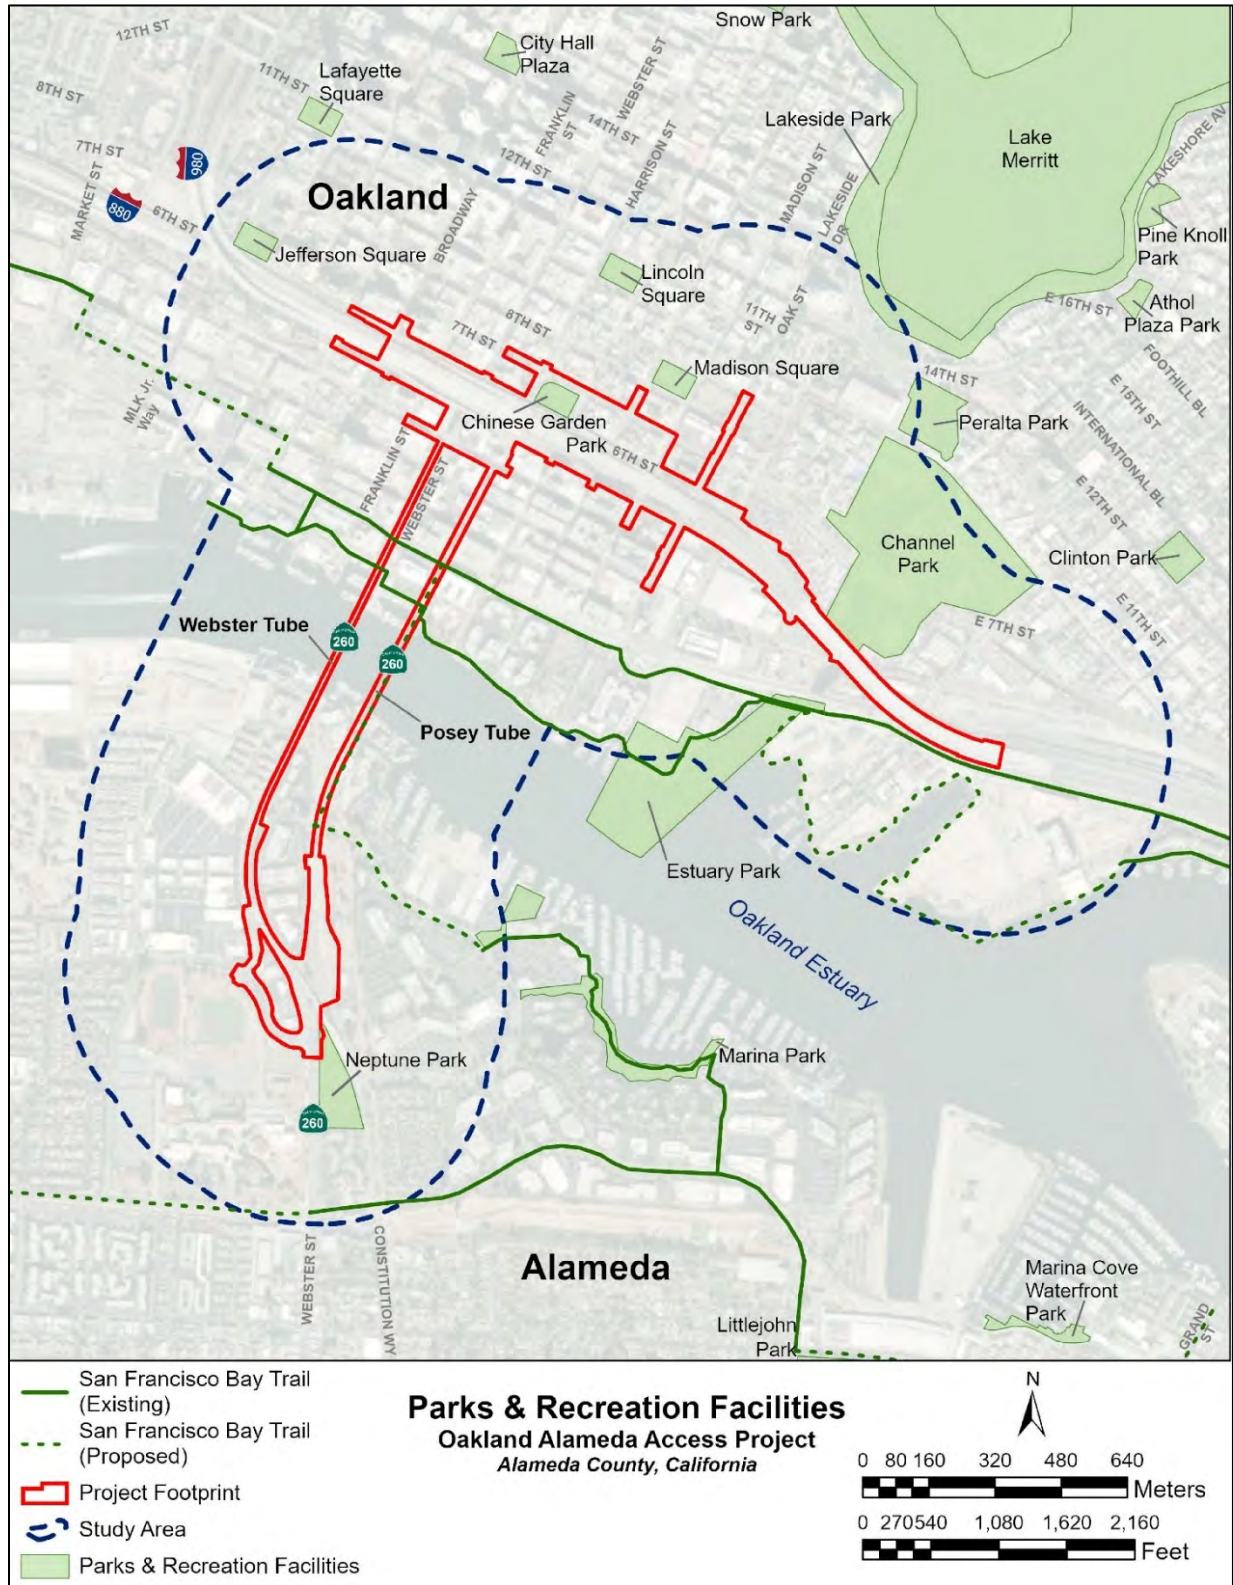 Snow Park
12TH ST
City Hall
Plaza
WEBSTER ST
Lafayette
Square
11TH ST
8TH ST
FRANKLIN
ST
14TH ST
Lakeside Park
Lake
Merritt
LAKESHORE AV
7TH ST
980
12TH ST
HARRISON ST
MADISON ST
LAKESIDE
DR
MARKET ST
880
6TH ST
Oakland
BROADWAY
Pine Knoll
Park
Jefferson Square
Lincoln
Square
11TH
ST
OAK ST
E 16TH ST
Athol
Plaza Park
7TH ST
8TH ST
Madison Square
14TH ST
FOOTHILL BL
E 15TH ST
MLK Jr.
Way
Chinese Garden
Park
Peralta Park
INTERNATIONAL BL
FRANKLIN ST
WEBSTER ST
6TH ST
E 12TH ST
Channel
Park
Clinton Park
E 11TH ST
E 7TH ST
Webster Tube
260
260
Posey Tube
Estuary Park
Oakland Estuary
Marina Park
Neptune Park
260
WEBSTER ST
CONSTITUTION WY
Alameda
Marina Cove
Waterfront
Park
Littlejohn
Park
GRAND
ST
San Francisco Bay Trail
(Existing)
San Francisco Bay Trail
(Proposed)
Project Footprint
Study Area
Parks & Recreation Facilities
Parks & Recreation Facilities
Oakland Alameda Access Project
Alameda County, California
N
0 80 160 320 480 640
Meters
0 270 540 1,080 1,620 2,160
Feet